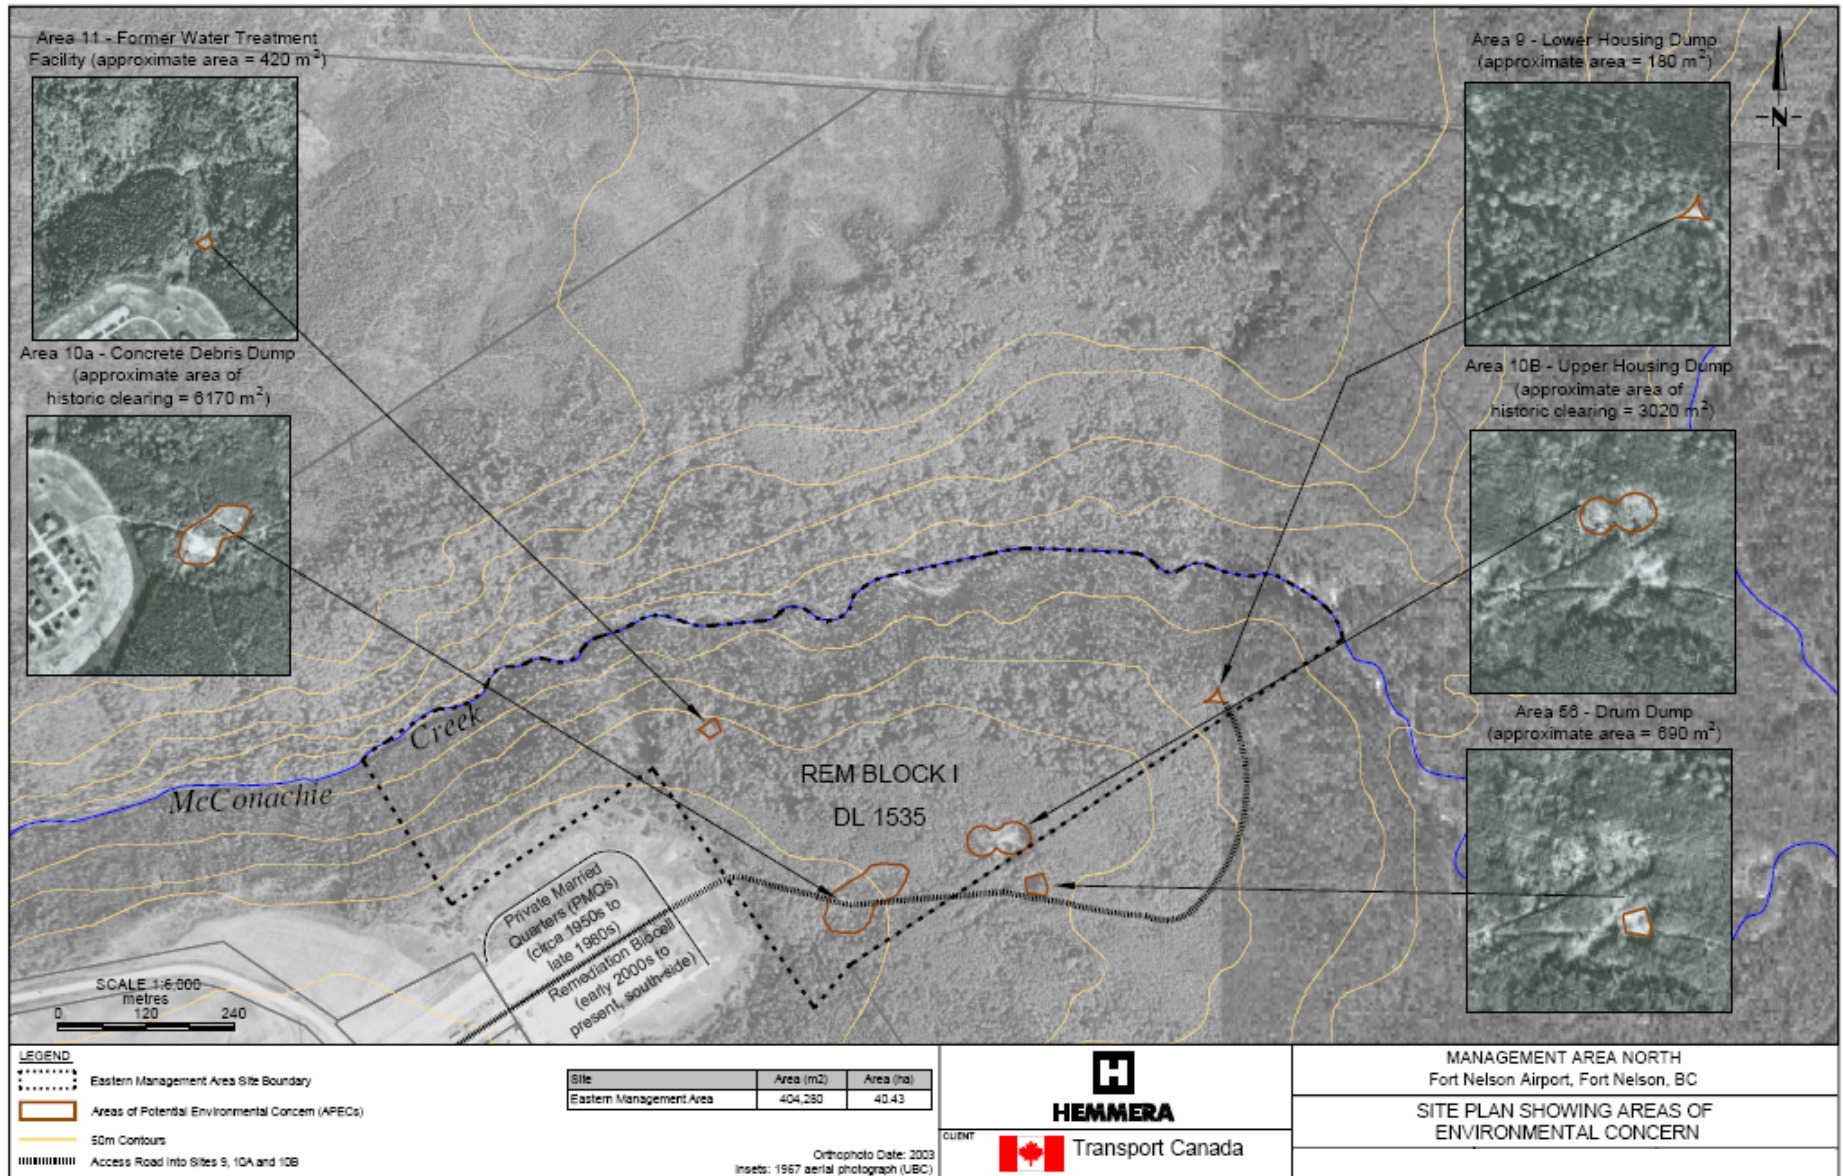 Area 11 - Former Water Treatment
Facility (approximate area = 420 m²)
Area 10a - Concrete Debris Dump
(approximate area of
historic clearing = 6170 m²)
Area 9 - Lower Housing Dump
(approximate area = 180 m²)
-N-
Area 10B - Upper Housing Dump
(approximate area of
historic clearing = 3020 m²)
Area 56 - Drum Dump
(approximate area = 690 m²)
McConachie
Creek
REM BLOCK I
DL 1535
Private Married
Quarters (PMQs)
(circa 1950s to
late 1980s)
Remediation Biocell
(early 2000s to
present, south-side)
SCALE 1:6,000
metres
0 120 240
LEGEND
Eastern Management Area Site Boundary
Areas of Potential Environmental Concern (APECs)
50m Contours
Access Road Into Sites 9, 10A and 10B
Site Area (m2) Area (ha)
Eastern Management Area 404,280 40.43
Orthophoto Date: 2003
Insets: 1967 aerial photograph (UBC)
H
HEMMERA
CLIENT
Transport Canada
MANAGEMENT AREA NORTH
Fort Nelson Airport, Fort Nelson, BC
SITE PLAN SHOWING AREAS OF
ENVIRONMENTAL CONCERN